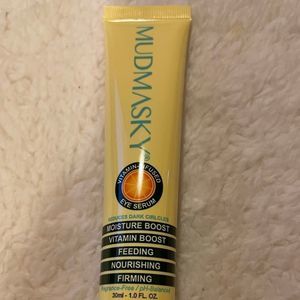 MUDMASKY®
VITAMIN-INFUSED
EYE SERUM
REDUCES DARK CIRLCLES
MOISTURE BOOST
VITAMIN BOOST
FEEDING
NOURISHING
FIRMING
Fragrance-Free / pH-Balanced
30ml - 1.0 FL. OZ.